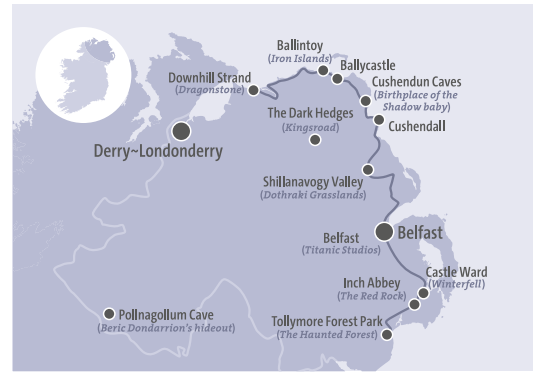 Ballintoy
(Iron Islands)
Ballycastle
Downhill Strand
(Dragonstone)
Cushendun Caves
(Birthplace of the
Shadow baby)
The Dark Hedges
(Kingsroad)
Cushendall
Derry~Londonderry
Shillanavogy Valley
(Dothraki Grasslands)
Belfast
Belfast
(Titanic Studios)
Castle Ward
(Winterfell)
Inch Abbey
(The Red Rock)
Pollnagollum Cave
(Beric Dondarrion's hideout)
Tollymore Forest Park
(The Haunted Forest)